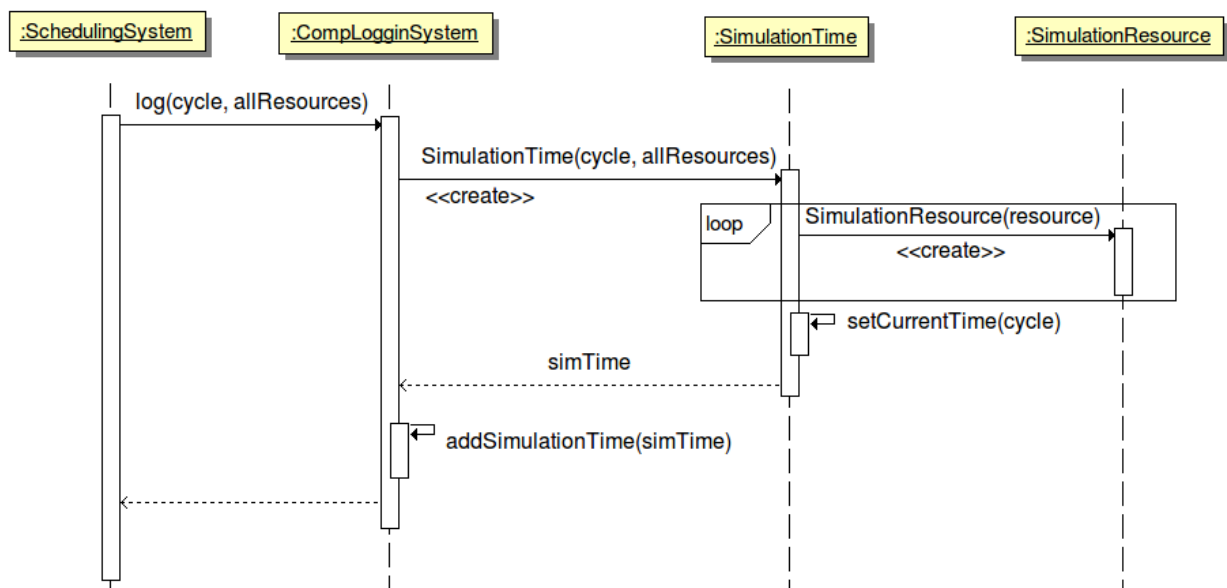 :SchedulingSystem
:CompLogginSystem
:SimulationTime
:SimulationResource
log(cycle, allResources)
SimulationTime(cycle, allResources)
<<create>>
loop
SimulationResource(resource)
<<create>>
setCurrentTime(cycle)
simTime
addSimulationTime(simTime)